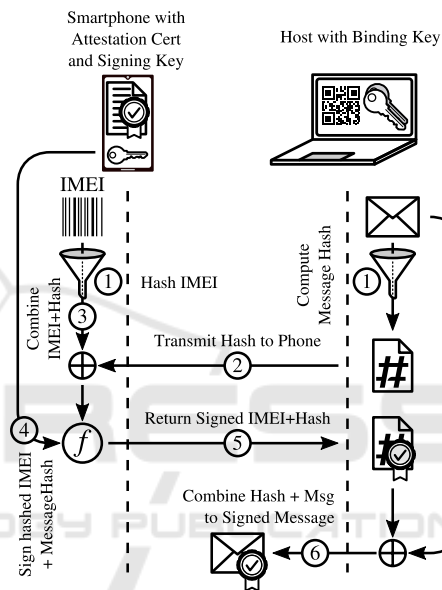 Smartphone with
Attestation Cert
and Signing Key
Host with Binding Key
IMEI
1
Hash IMEI
Compute
Message Hash
1
Combine
IMEI+Hash
3
Transmit Hash to Phone
2
#
Return Signed IMEI+Hash
4
f
5
#
Sign hashed IMEI
+ MessageHash
Combine Hash + Msg
to Signed Message
6